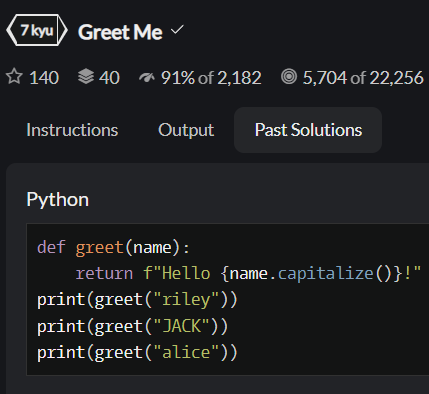 7 kyu Greet Me
140 40 91% of 2,182 5,704 of 22,256
Instructions Output Past Solutions
Python
def greet(name):
    return f"Hello {name.capitalize()}!"
print(greet("riley"))
print(greet("JACK"))
print(greet("alice"))